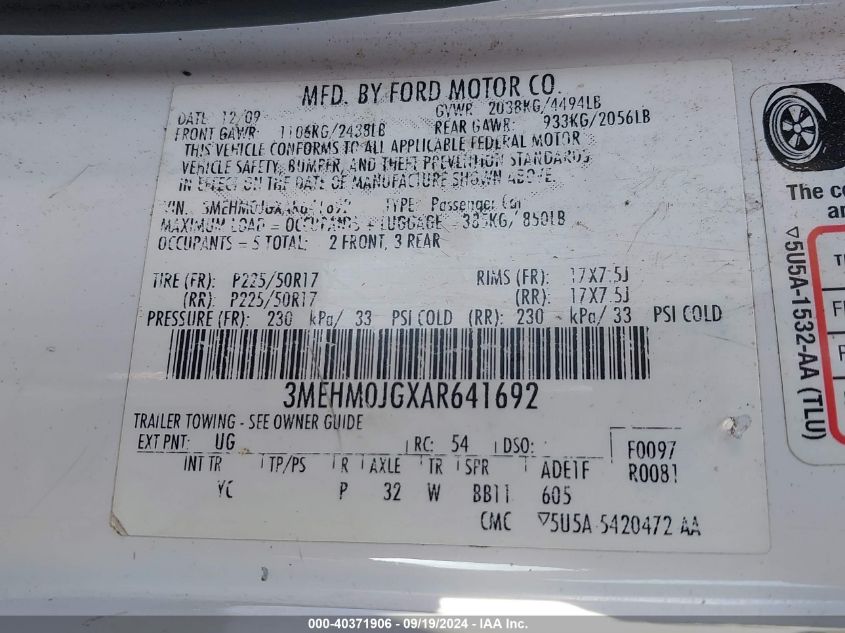 MFD. BY FORD MOTOR CO.
DATE 12/09 GVWR 2038KG/4494LB
FRONT GAWR: 1106KG/2438LB REAR GAWR: 933KG/2056LB
THIS VEHICLE CONFORMS TO ALL APPLICABLE FEDERAL MOTOR
VEHICLE SAFETY, BUMPER, AND THEFT PREVENTION STANDARDS
IN EFFECT ON THE DATE OF MANUFACTURE SHOWN ABOVE.
VIN: TYPE: Passenger Car
MAXIMUM LOAD = OCCUPANTS + LUGGAGE = 385KG/850LB
OCCUPANTS = 5 TOTAL: 2 FRONT, 3 REAR
TIRE (FR): P225/50R17 RIMS (FR): 17X7.5J
(RR): P225/50R17 (RR): 17X7.5J
PRESSURE (FR): 230 kPa/ 33 PSI COLD (RR): 230 kPa/ 33 PSI COLD
3MEHM0JGXAR641692
TRAILER TOWING - SEE OWNER GUIDE
EXT PNT: UG RC: 54 DSO: F0097
INT TR TP/PS R AXLE TR SPR ADE1F R0081
YC P 32 W BB11 605
CMC ▽5U5A 5420472 AA
The co
an
▽5U5A-1532-AA (TLU)
000-40371906 - 09/19/2024 - IAA Inc.